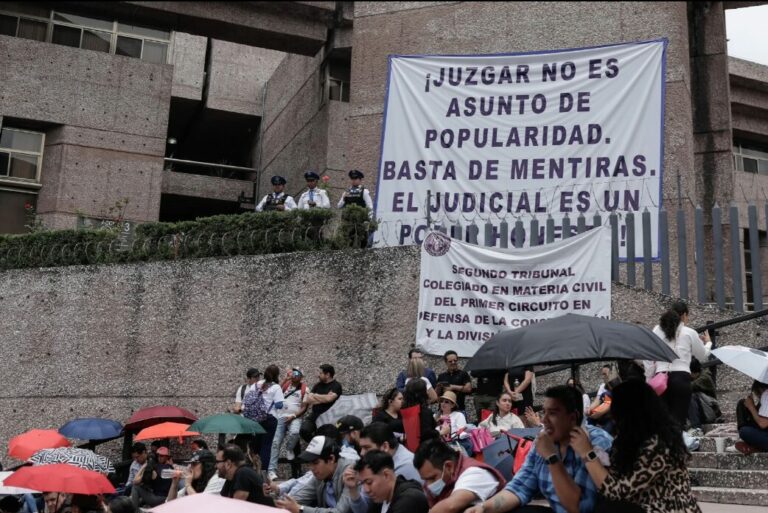 ¡JUZGAR NO ES
ASUNTO DE
POPULARIDAD.
BASTA DE MENTIRAS.
EL JUDICIAL ES UN
SEGUNDO TRIBUNAL
COLEGIADO EN MATERIA CIVIL
DEL PRIMER CIRCUITO EN
DEFENSA DE LA
Y LA